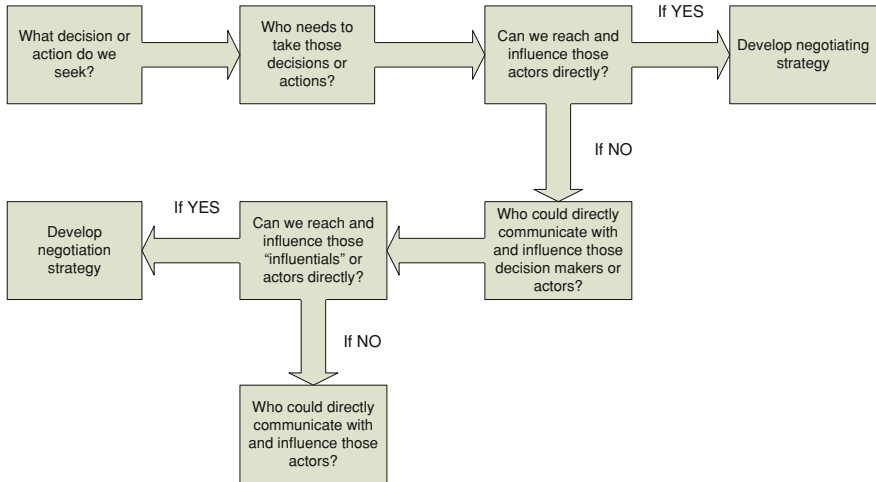 What decision or
action do we
seek?
Who needs to
take those
decisions or
actions?
Can we reach and
influence those
actors directly?
If YES
Develop negotiating
strategy
If NO
Who could directly
communicate with
and influence those
decision makers or
actors?
Can we reach and
influence those
“influentials” or
actors directly?
If YES
Develop
negotiation
strategy
If NO
Who could directly
communicate with
and influence those
actors?